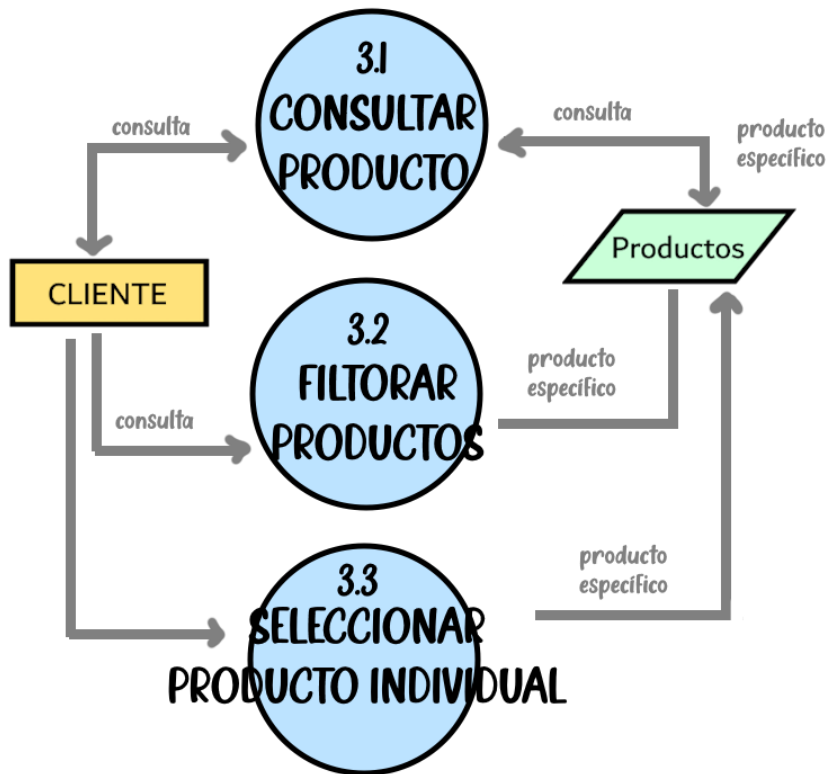 3.1
CONSULTAR
PRODUCTO
consulta
consulta
producto
específico
Productos
CLIENTE
3.2
FILTORAR
PRODUCTOS
producto
específico
consulta
3.3
SELECCIONAR
PRODUCTO INDIVIDUAL
producto
específico